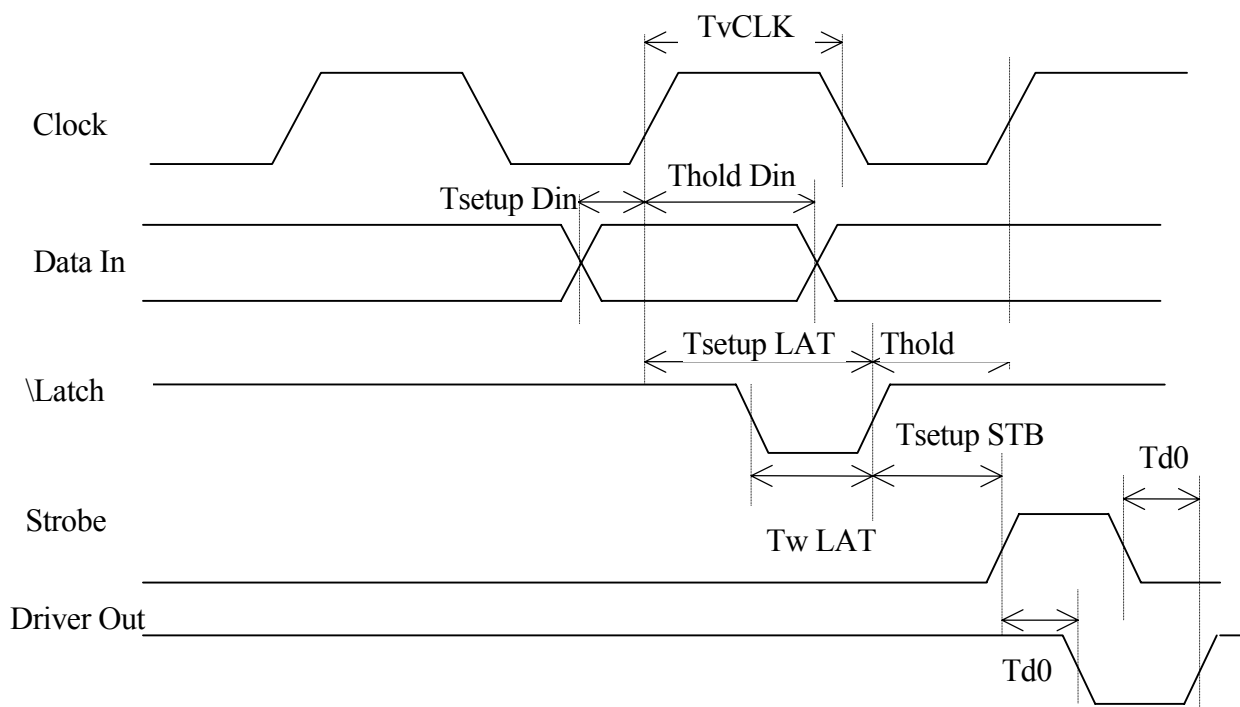 TvCLK
Clock
Tsetup Din
Thold Din
Data In
Tsetup LAT
Thold
\Latch
Tsetup STB
Td0
Strobe
Tw LAT
Driver Out
Td0